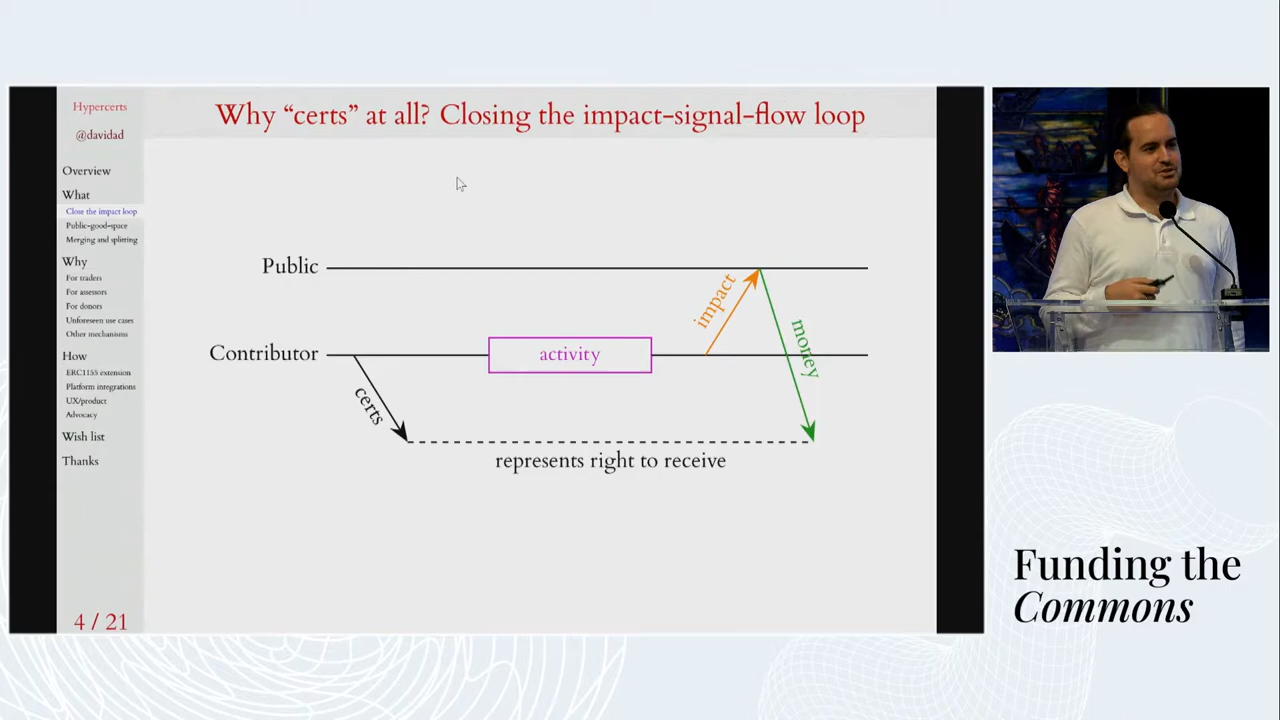 Hypercerts
@davidad
Overview
What
Close the impact loop
Public-good-space
Merging and splitting
Why
For traders
For assessors
For donors
Unforeseen use cases
Other mechanisms
How
ERC1155 extension
Platform integrations
UX/product
Advocacy
Wish list
Thanks
4 / 21
Why “certs” at all? Closing the impact-signal-flow loop
Public
impact
money
Contributor
activity
certs
represents right to receive
Funding the
Commons